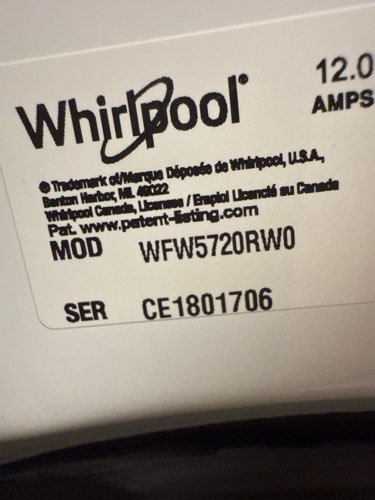 Whirlpool®
12.0
AMPS
® Trademark of/Marque Déposée de Whirlpool, U.S.A.,
Benton Harbor, MI, 49022
Whirlpool Canada, Licensee / Emploi Licencié au Canada
Pat. www.patent-listing.com
MOD WFW5720RW0
SER CE1801706